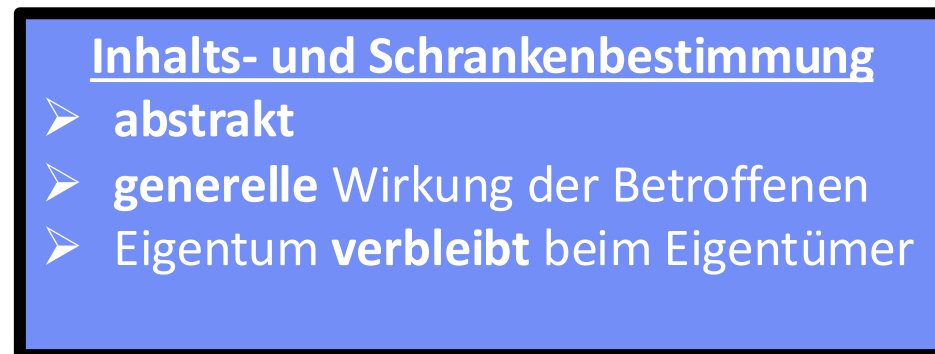 Inhalts- und Schrankenbestimmung
➢ abstrakt
➢ generelle Wirkung der Betroffenen
➢ Eigentum verbleibt beim Eigentümer